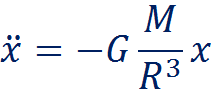 ẍ = −G M/R³ x